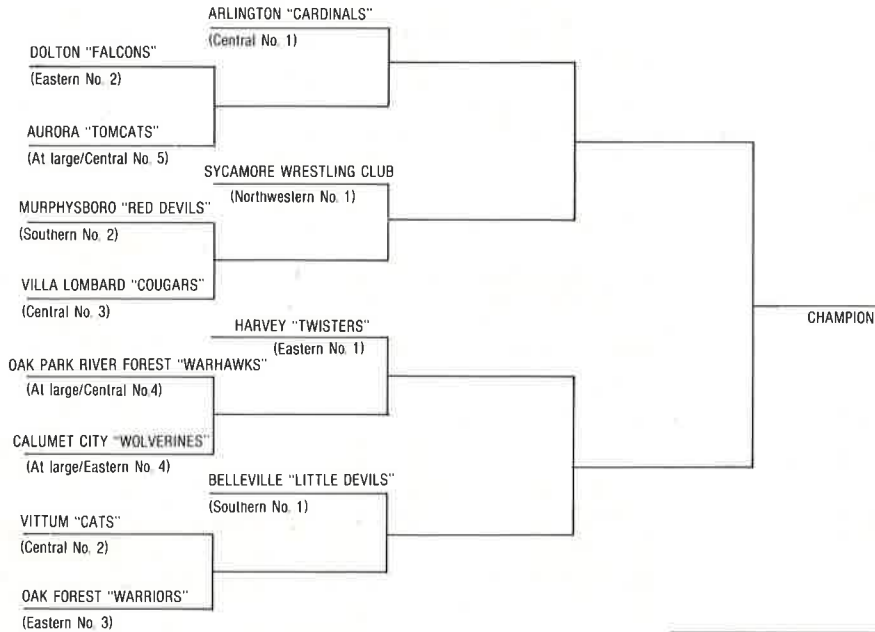 ARLINGTON "CARDINALS"
(Central No. 1)
DOLTON "FALCONS"
(Eastern No. 2)
AURORA "TOMCATS"
(At large/Central No. 5)
SYCAMORE WRESTLING CLUB
(Northwestern No. 1)
MURPHYSBORO "RED DEVILS"
(Southern No. 2)
VILLA LOMBARD "COUGARS"
(Central No. 3)
CHAMPION
HARVEY "TWISTERS"
(Eastern No. 1)
OAK PARK RIVER FOREST "WARHAWKS"
(At large/Central No.4)
CALUMET CITY "WOLVERINES"
(At large/Eastern No. 4)
BELLEVILLE "LITTLE DEVILS"
(Southern No. 1)
VITTUM "CATS"
(Central No. 2)
OAK FOREST "WARRIORS"
(Eastern No. 3)